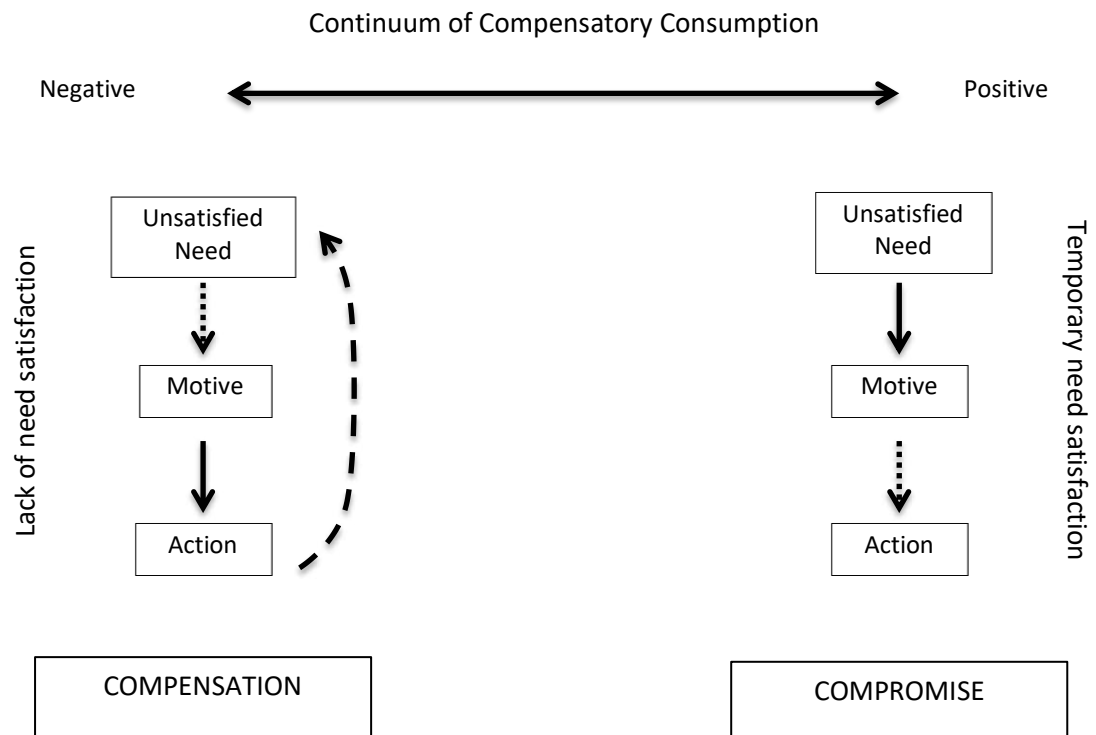 Continuum of Compensatory Consumption
Negative
Positive
Lack of need satisfaction
Unsatisfied
Need
Motive
Action
COMPENSATION
Unsatisfied
Need
Motive
Action
COMPROMISE
Temporary need satisfaction